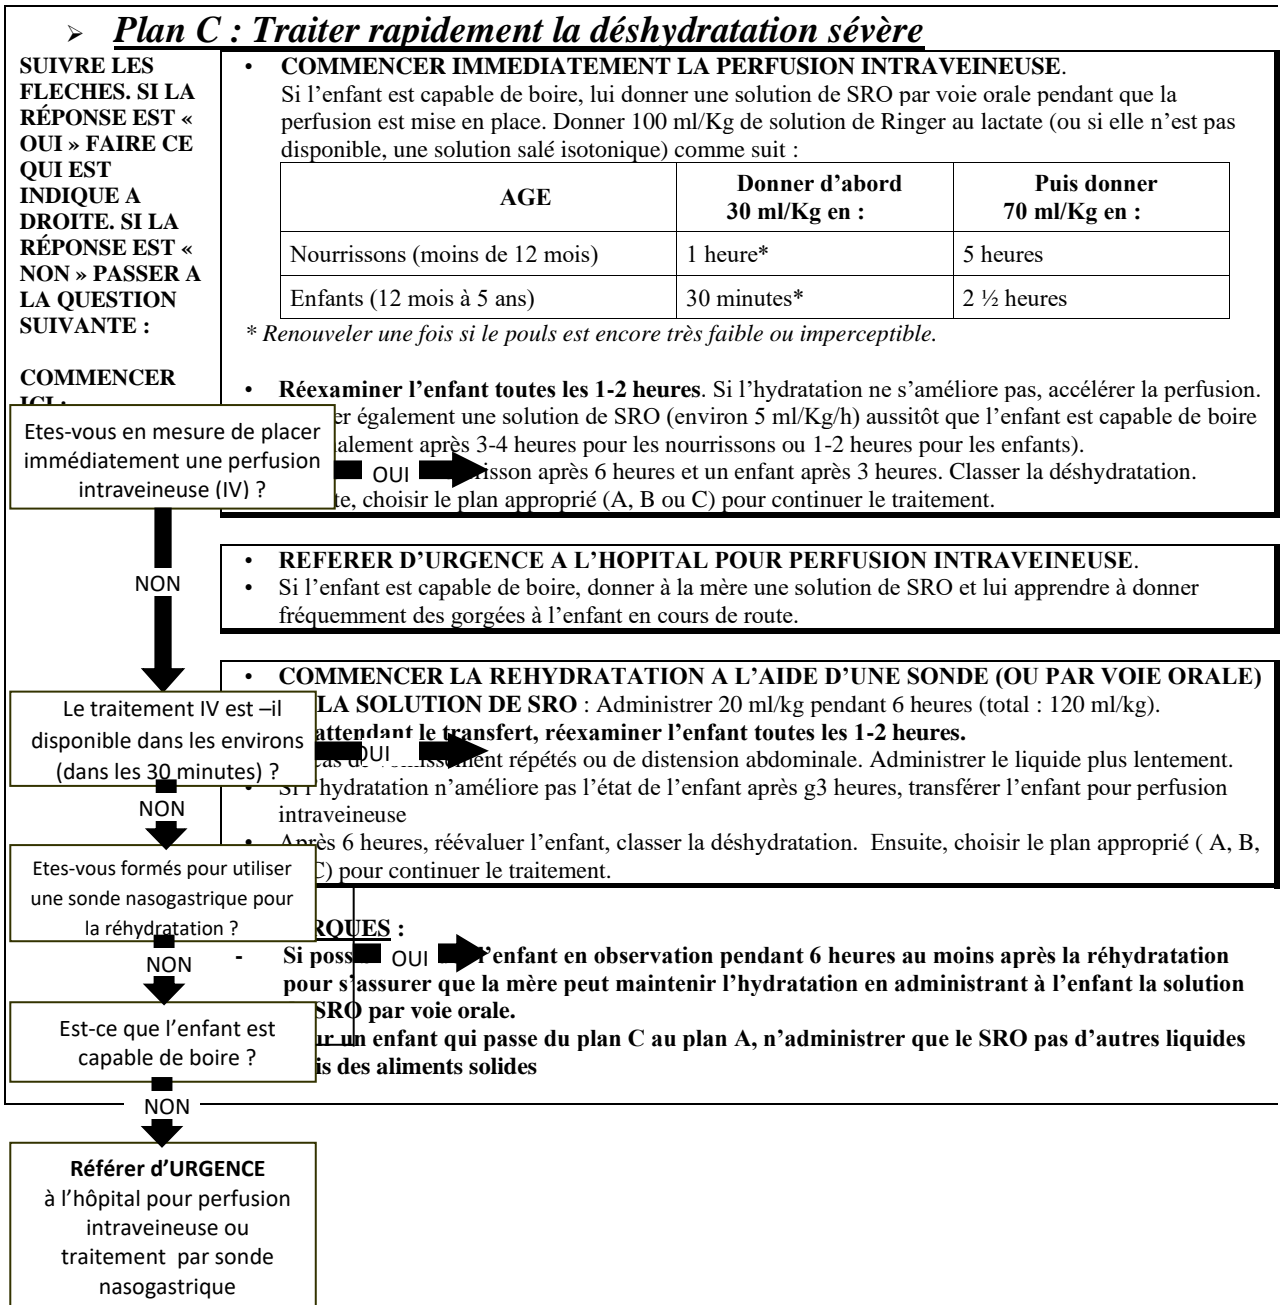 ➢ Plan C : Traiter rapidement la déshydratation sévère
SUIVRE LES
FLECHES. SI LA
RÉPONSE EST «
OUI » FAIRE CE
QUI EST
INDIQUE A
DROITE. SI LA
RÉPONSE EST «
NON » PASSER A
LA QUESTION
SUIVANTE :
COMMENCER
• COMMENCER IMMEDIATEMENT LA PERFUSION INTRAVEINEUSE.
Si l’enfant est capable de boire, lui donner une solution de SRO par voie orale pendant que la
perfusion est mise en place. Donner 100 ml/Kg de solution de Ringer au lactate (ou si elle n’est pas
disponible, une solution salé isotonique) comme suit :
AGE
Donner d’abord
30 ml/Kg en :
Puis donner
70 ml/Kg en :
Nourrissons (moins de 12 mois)
1 heure*
5 heures
Enfants (12 mois à 5 ans)
30 minutes*
2 ½ heures
* Renouveler une fois si le pouls est encore très faible ou imperceptible.
• Réexaminer l’enfant toutes les 1-2 heures. Si l’hydratation ne s’améliore pas, accélérer la perfusion.
également une solution de SRO (environ 5 ml/Kg/h) aussitôt que l’enfant est capable de boire
après 3-4 heures pour les nourrissons ou 1-2 heures pour les enfants).
après 6 heures et un enfant après 3 heures. Classer la déshydratation.
choisir le plan approprié (A, B ou C) pour continuer le traitement.
Etes-vous en mesure de placer
immédiatement une perfusion
intraveineuse (IV) ?
OUI
NON
• REFERER D’URGENCE A L’HOPITAL POUR PERFUSION INTRAVEINEUSE.
• Si l’enfant est capable de boire, donner à la mère une solution de SRO et lui apprendre à donner
fréquemment des gorgées à l’enfant en cours de route.
Le traitement IV est –il
disponible dans les environs
(dans les 30 minutes) ?
OUI
NON
• COMMENCER LA REHYDRATATION A L’AIDE D’UNE SONDE (OU PAR VOIE ORALE)
LA SOLUTION DE SRO : Administrer 20 ml/kg pendant 6 heures (total : 120 ml/kg).
attendant le transfert, réexaminer l’enfant toutes les 1-2 heures.
répétés ou de distension abdominale. Administrer le liquide plus lentement.
• Si l’hydratation n’améliore pas l’état de l’enfant après g3 heures, transférer l’enfant pour perfusion
intraveineuse
• Après 6 heures, réévaluer l’enfant, classer la déshydratation. Ensuite, choisir le plan approprié ( A, B,
C) pour continuer le traitement.
Etes-vous formés pour utiliser
une sonde nasogastrique pour
la réhydratation ?
OUI
NON
:
- Si l’enfant en observation pendant 6 heures au moins après la réhydratation
pour s’assurer que la mère peut maintenir l’hydratation en administrant à l’enfant la solution
SRO par voie orale.
un enfant qui passe du plan C au plan A, n’administrer que le SRO pas d’autres liquides
des aliments solides
Est-ce que l’enfant est
capable de boire ?
NON
Référer d’URGENCE
à l’hôpital pour perfusion
intraveineuse ou
traitement par sonde
nasogastrique